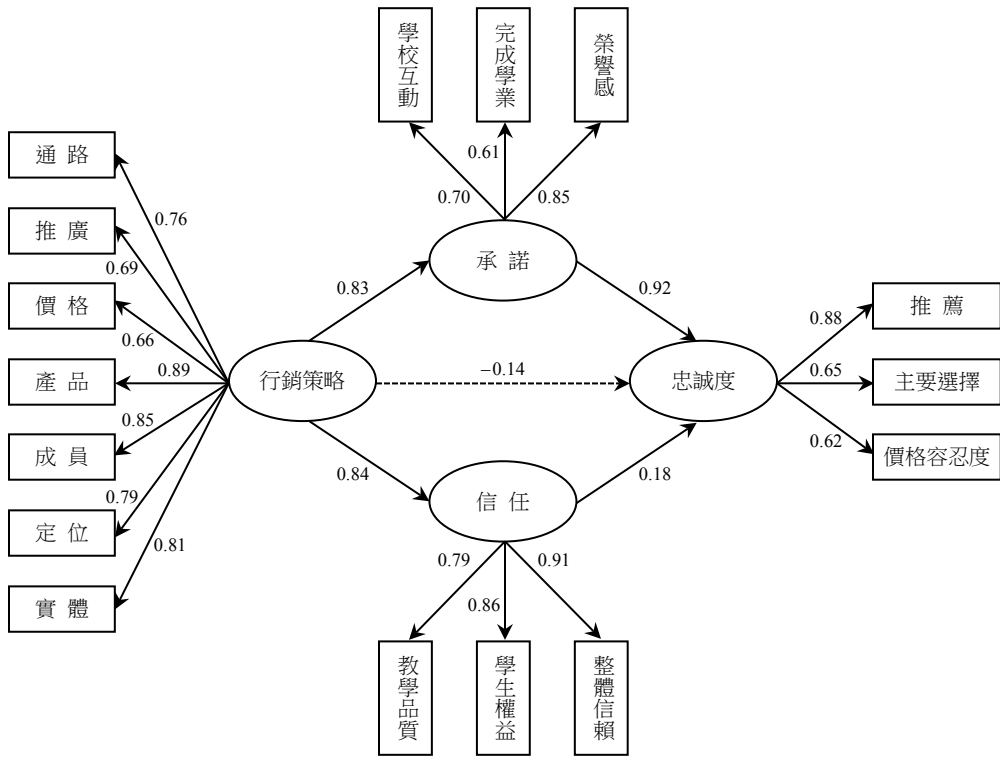 學校互動
完成學業
榮譽感
通路
推廣
價格
產品
成員
定位
實體
0.76
0.69
0.66
0.89
0.85
0.79
0.81
0.70
0.61
0.85
承諾
0.83
0.92
行銷策略
−0.14
忠誠度
0.84
0.18
信任
0.88
0.65
0.62
推薦
主要選擇
價格容忍度
0.79
0.86
0.91
教學品質
學生權益
整體信賴